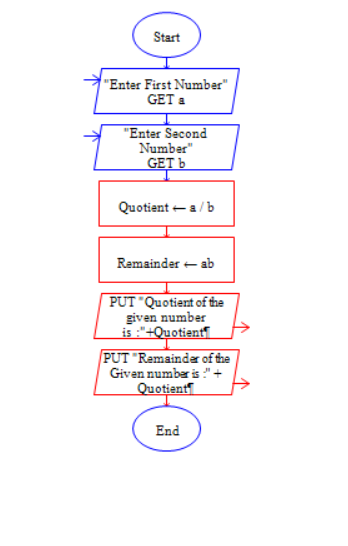 Start
"Enter First Number"
GET a
"Enter Second
Number"
GET b
Quotient ← a / b
Remainder ← ab
PUT "Quotient of the
given number
is :"+Quotient¶
PUT "Remainder of the
Given number is :" +
Quotient¶
End